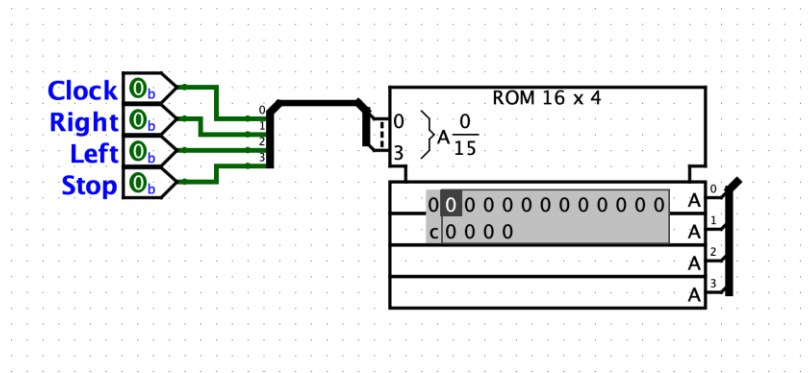 Clock 0b
Right 0b
Left 0b
Stop 0b
0
1
2
3
ROM 16 x 4
0
3
A 0
15
0 0 0 0 0 0 0 0 0 0 0 0 0
c 0 0 0 0
A 0
A 1
A 2
A 3